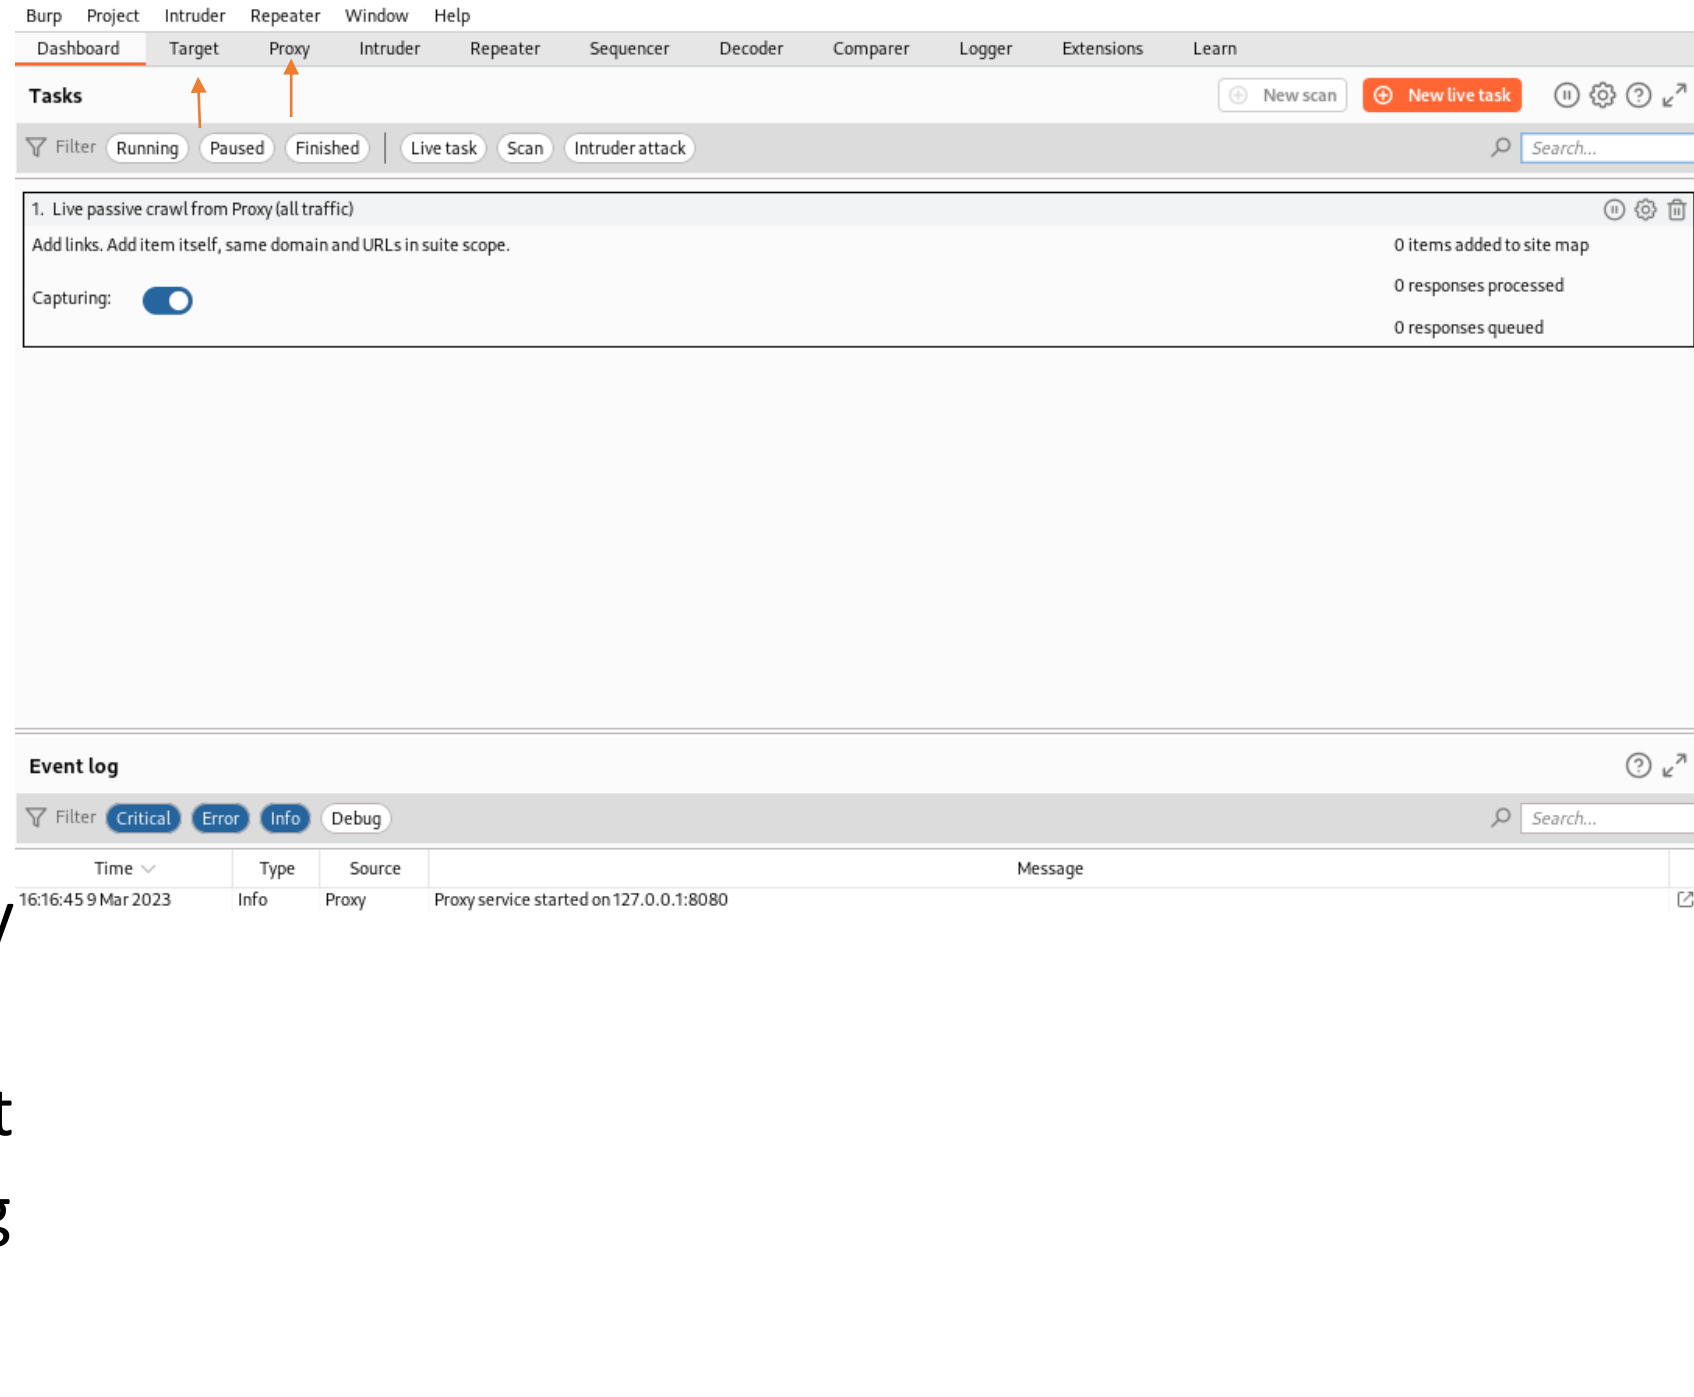 Burp Project Intruder Repeater Window Help
Dashboard Target Proxy Intruder Repeater Sequencer Decoder Comparer Logger Extensions Learn
Tasks New scan New live task
Filter Running Paused Finished Live task Scan Intruder attack Search...
1. Live passive crawl from Proxy (all traffic)
Add links. Add item itself, same domain and URLs in suite scope. 0 items added to site map
0 responses processed
Capturing:
0 responses queued
Event log
Filter Critical Error Info Debug Search...
Time Type Source Message
16:16:45 9 Mar 2023 Info Proxy Proxy service started on 127.0.0.1:8080
y
t
g